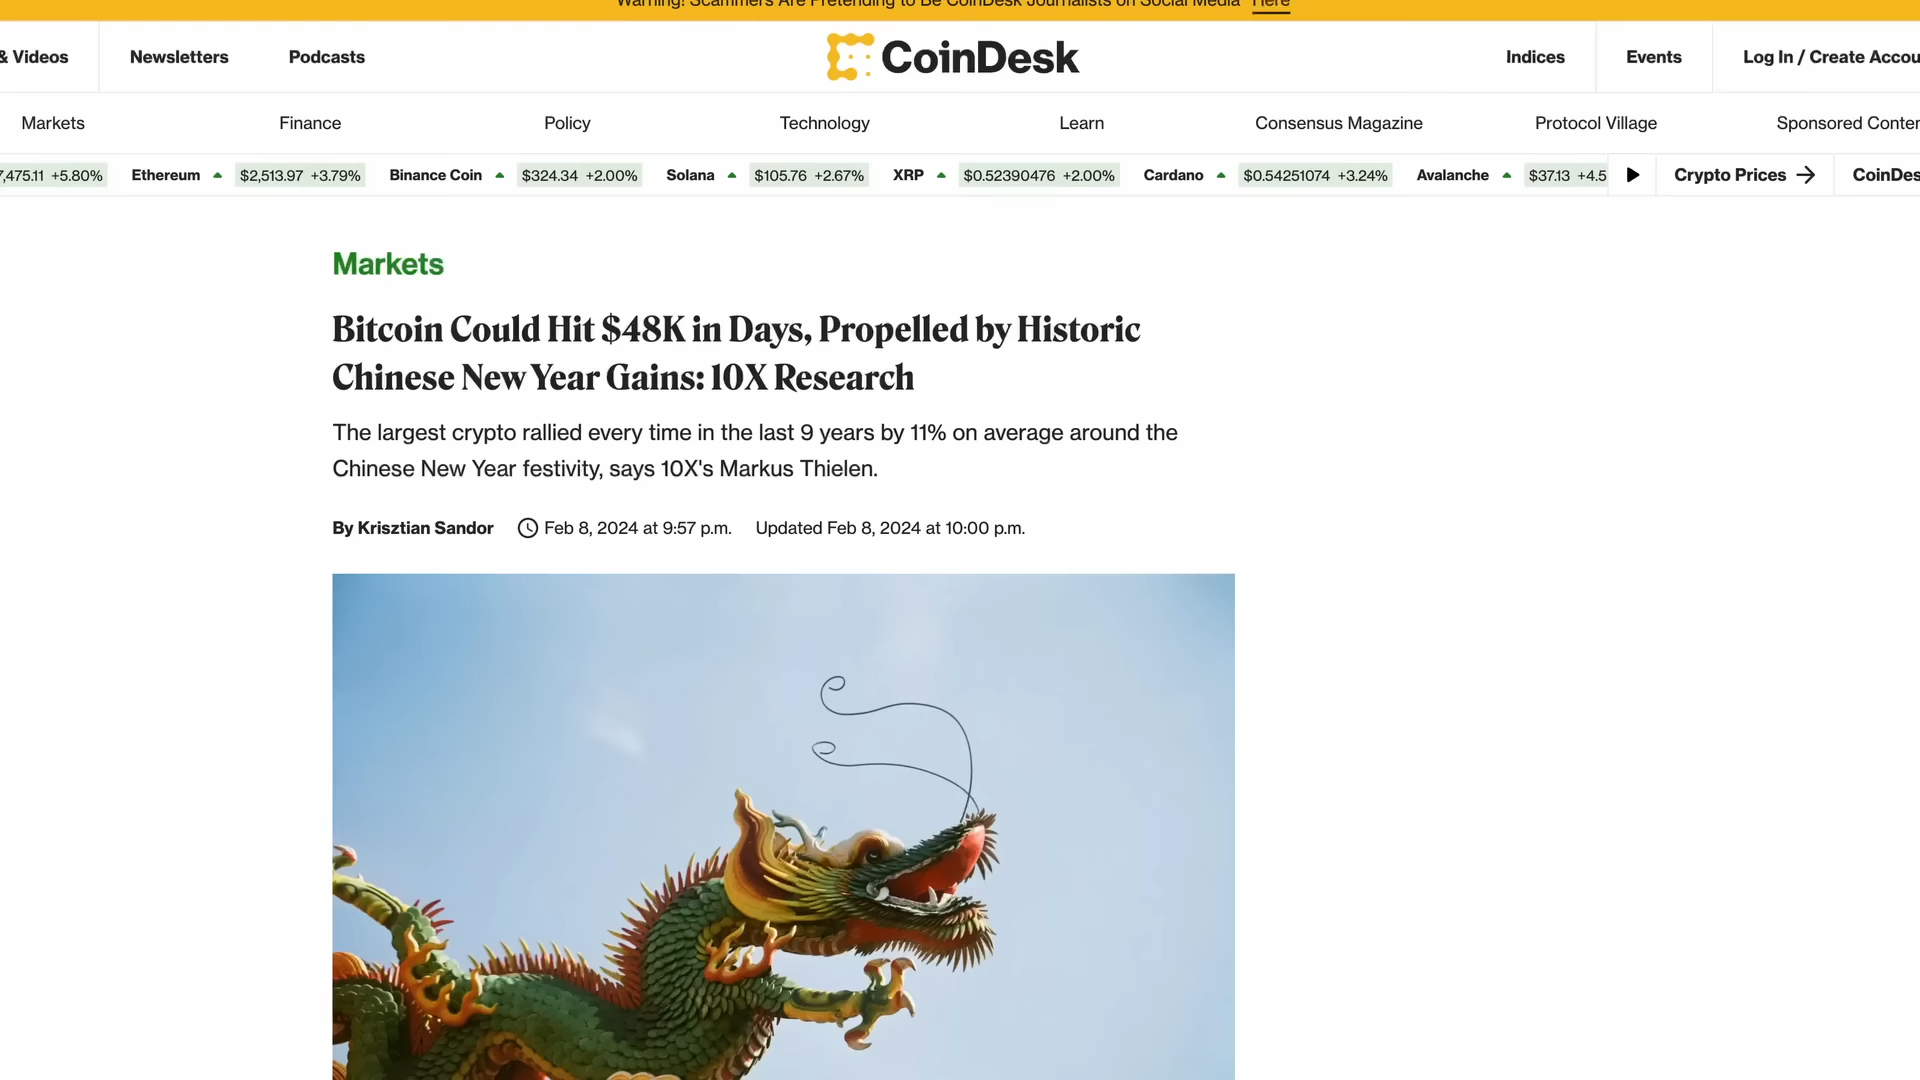 Warning! Scammers Are Pretending to Be CoinDesk Journalists on Social Media Here
& Videos Newsletters Podcasts CoinDesk Indices Events Log In / Create Accou
Markets Finance Policy Technology Learn Consensus Magazine Protocol Village Sponsored Conten
7,475.11 +5.80% Ethereum $2,513.97 +3.79% Binance Coin $324.34 +2.00% Solana $105.76 +2.67% XRP $0.52390476 +2.00% Cardano $0.54251074 +3.24% Avalanche $37.13 +4.5 Crypto Prices → CoinDes
Markets
Bitcoin Could Hit $48K in Days, Propelled by Historic
Chinese New Year Gains: 10X Research
The largest crypto rallied every time in the last 9 years by 11% on average around the
Chinese New Year festivity, says 10X's Markus Thielen.
By Krisztian Sandor Feb 8, 2024 at 9:57 p.m. Updated Feb 8, 2024 at 10:00 p.m.